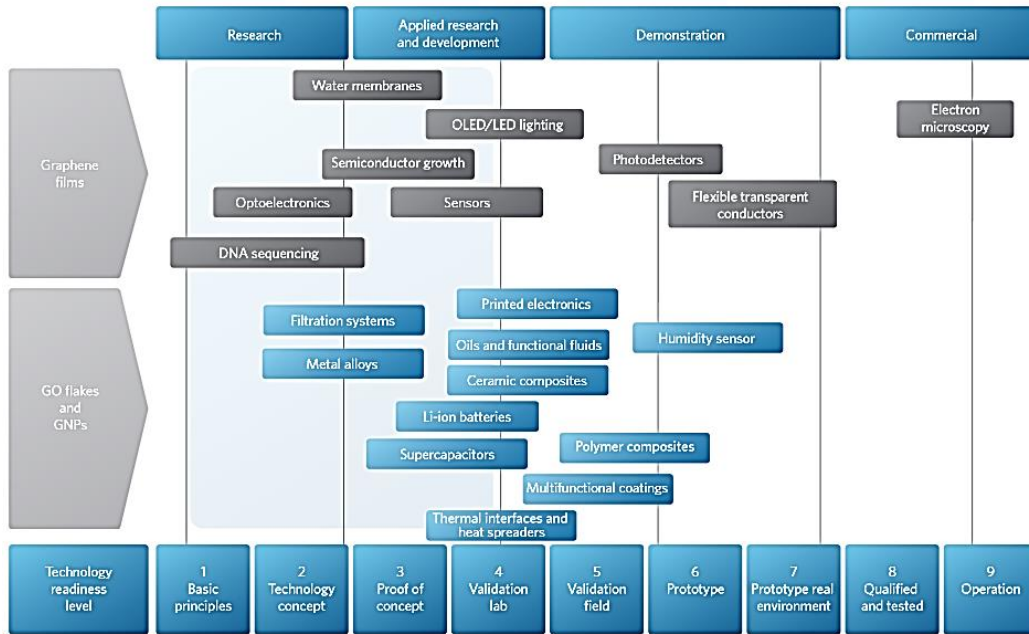 Research
Applied research
and development
Demonstration
Commercial
Graphene
films
Water membranes
OLED/LED lighting
Electron
microscopy
Semiconductor growth
Photodetectors
Optoelectronics
Sensors
Flexible transparent
conductors
DNA sequencing
GO flakes
and
GNPs
Printed electronics
Filtration systems
Humidity sensor
Oils and functional fluids
Metal alloys
Ceramic composites
Li-ion batteries
Polymer composites
Supercapacitors
Multifunctional coatings
Thermal interfaces and
heat spreaders
Technology
readiness
level
1
Basic
principles
2
Technology
concept
3
Proof of
concept
4
Validation
lab
5
Validation
field
6
Prototype
7
Prototype real
environment
8
Qualified
and tested
9
Operation